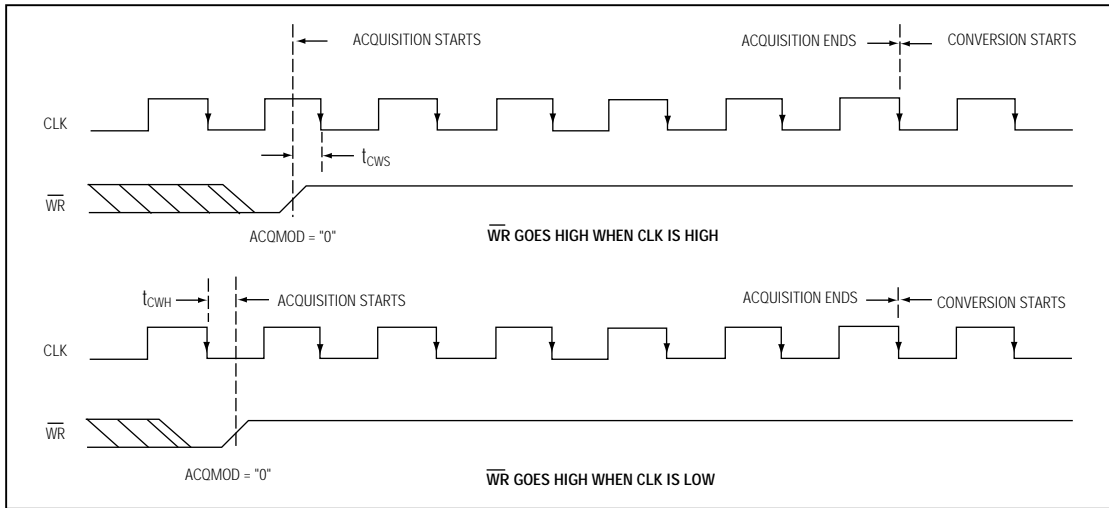 ACQUISITION STARTS
ACQUISITION ENDS
CONVERSION STARTS
CLK
tCWS
WR
ACQMOD = "0"
WR GOES HIGH WHEN CLK IS HIGH
tCWH
ACQUISITION STARTS
ACQUISITION ENDS
CONVERSION STARTS
CLK
WR
ACQMOD = "0"
WR GOES HIGH WHEN CLK IS LOW